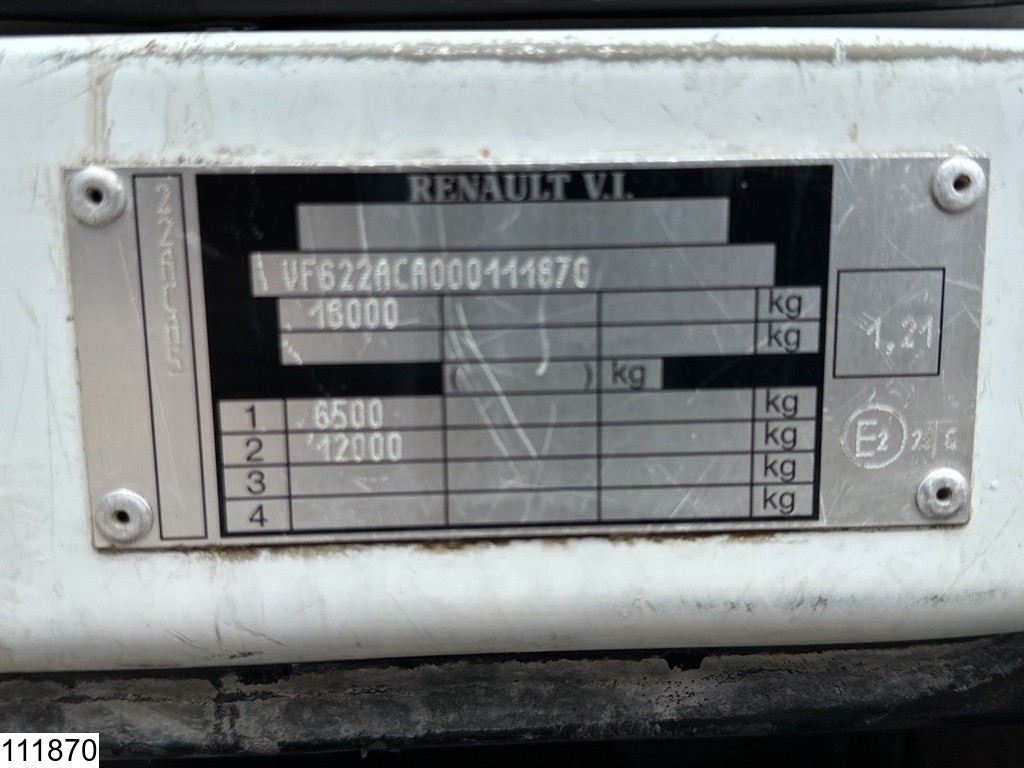 RENAULT V.I.
VF622ACA000111870
18000 kg
kg
( ) kg
1 6500 kg
2 12000 kg
3 kg
4 kg
1.21
E2
111870